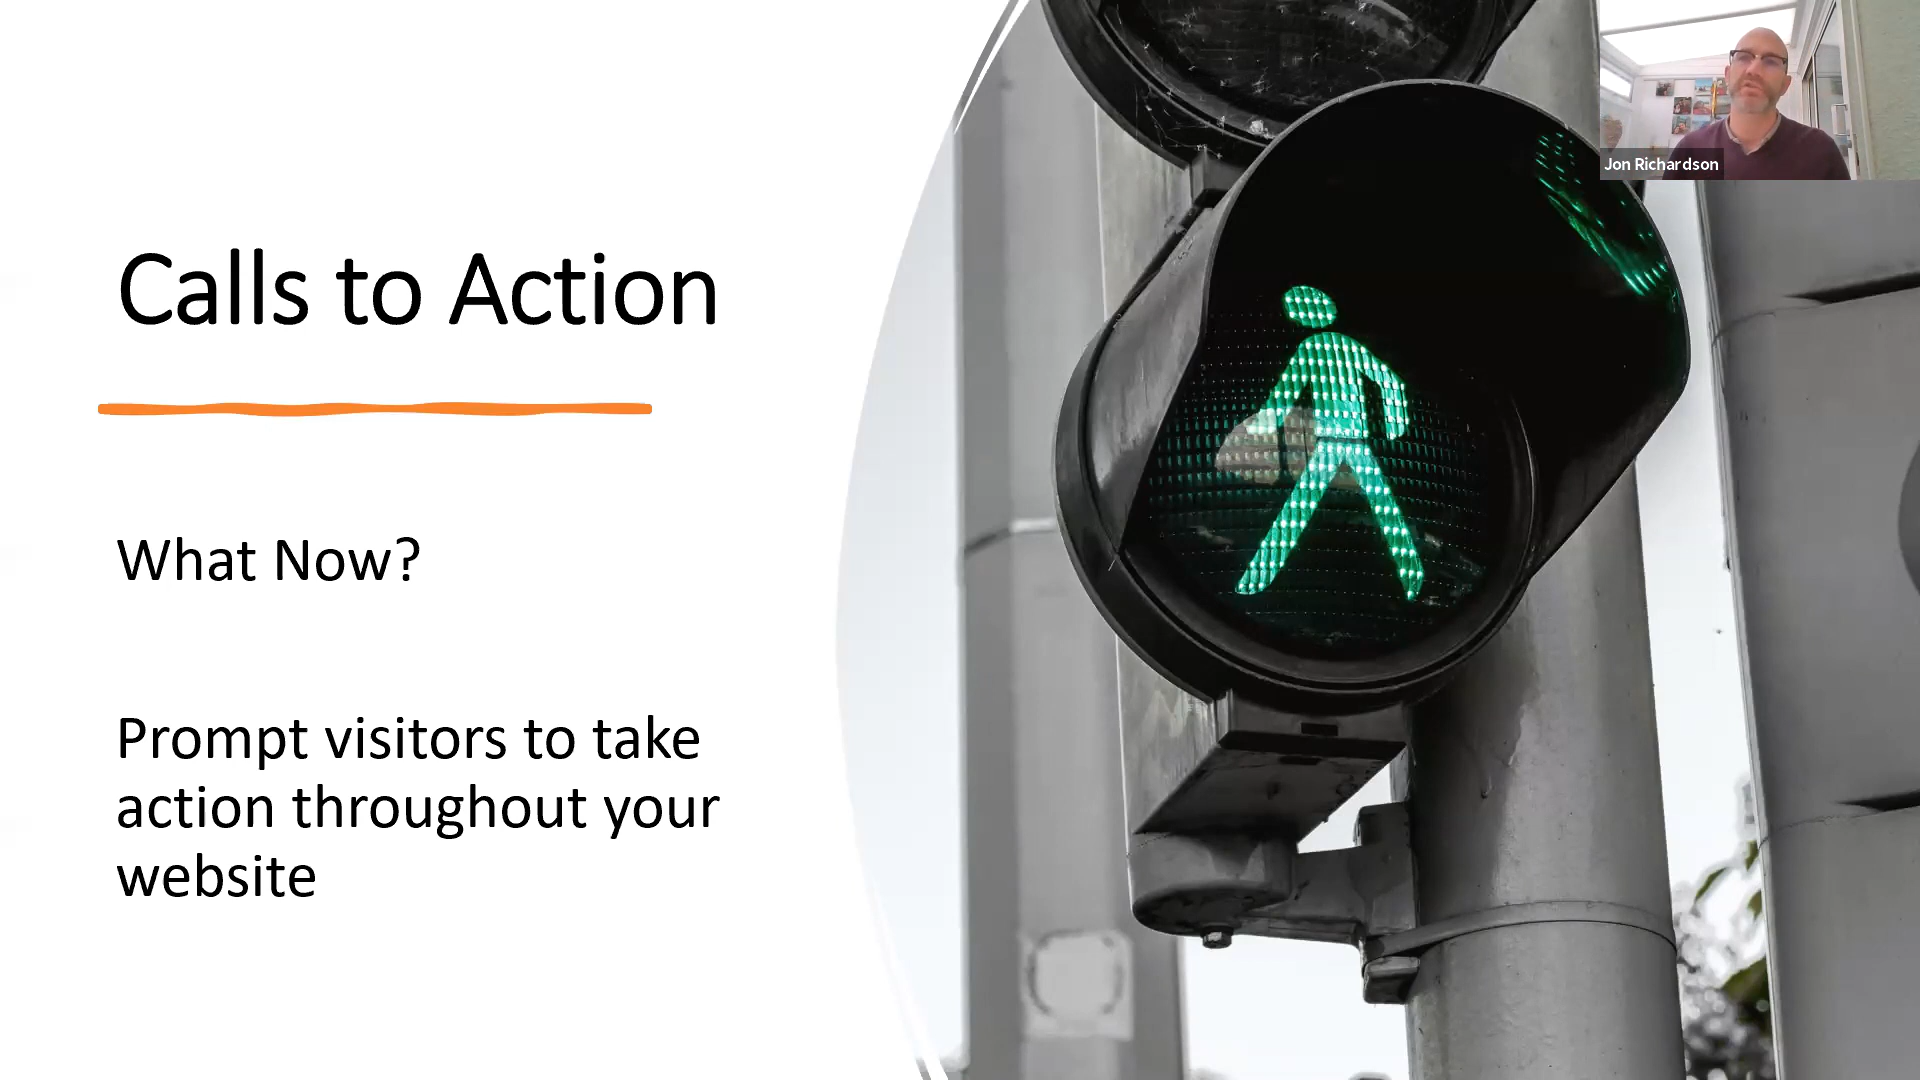 Jon Richardson
Calls to Action
What Now?
Prompt visitors to take
action throughout your
website